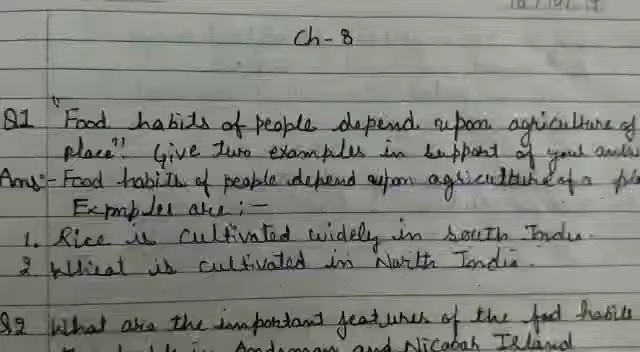 Ch - 8
Q1 "Food habits of people depend upon agriculture of
place". Give two examples in support of your
Ans:- Food habits of people depend upon agriculture of a
Exmples are :-
1. Rice is cultivated widely in south India.
2 Wheat is cultivated in North India.
Q2 What are the important features of the food habits
Andaman and Nicobar Island